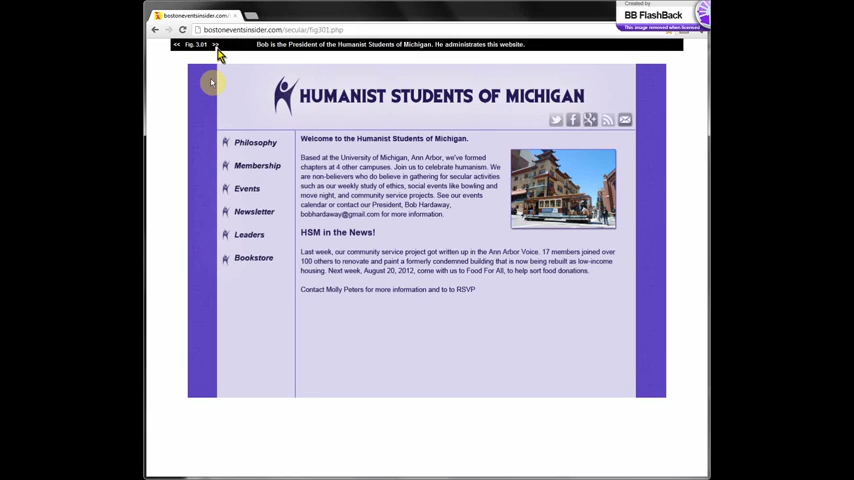 Created by
BB FlashBack
bostoneventsinsider.com/
bostoneventsinsider.com/secular/fig301.php
<< Fig. 3.01 >> Bob is the President of the Humanist Students of Michigan. He administrates this website.
HUMANIST STUDENTS OF MICHIGAN
Philosophy
Membership
Events
Newsletter
Leaders
Bookstore
Welcome to the Humanist Students of Michigan.
Based at the University of Michigan, Ann Arbor, we've formed
chapters at 4 other campuses. Join us to celebrate humanism. We
are non-believers who do believe in gathering for secular activities
such as our weekly study of ethics, social events like bowling and
move night, and community service projects. See our events
calendar or contact our President, Bob Hardaway,
bobhardaway@gmail.com for more information.
HSM in the News!
Last week, our community service project got written up in the Ann Arbor Voice. 17 members joined over
100 others to renovate and paint a formerly condemned building that is now being rebuilt as low-income
housing. Next week, August 20, 2012, come with us to Food For All, to help sort food donations.
Contact Molly Peters for more information and to to RSVP